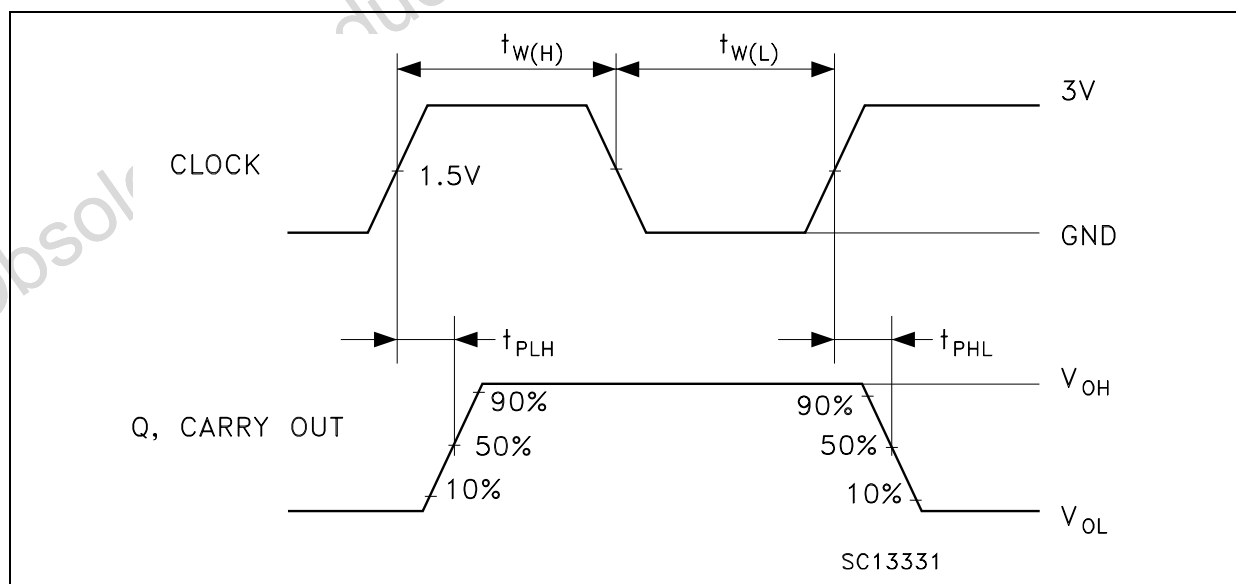 tW(H)
tW(L)
3V
CLOCK
1.5V
GND
tPLH
tPHL
VOH
90%
90%
Q, CARRY OUT
50%
50%
10%
10%
VOL
SC13331